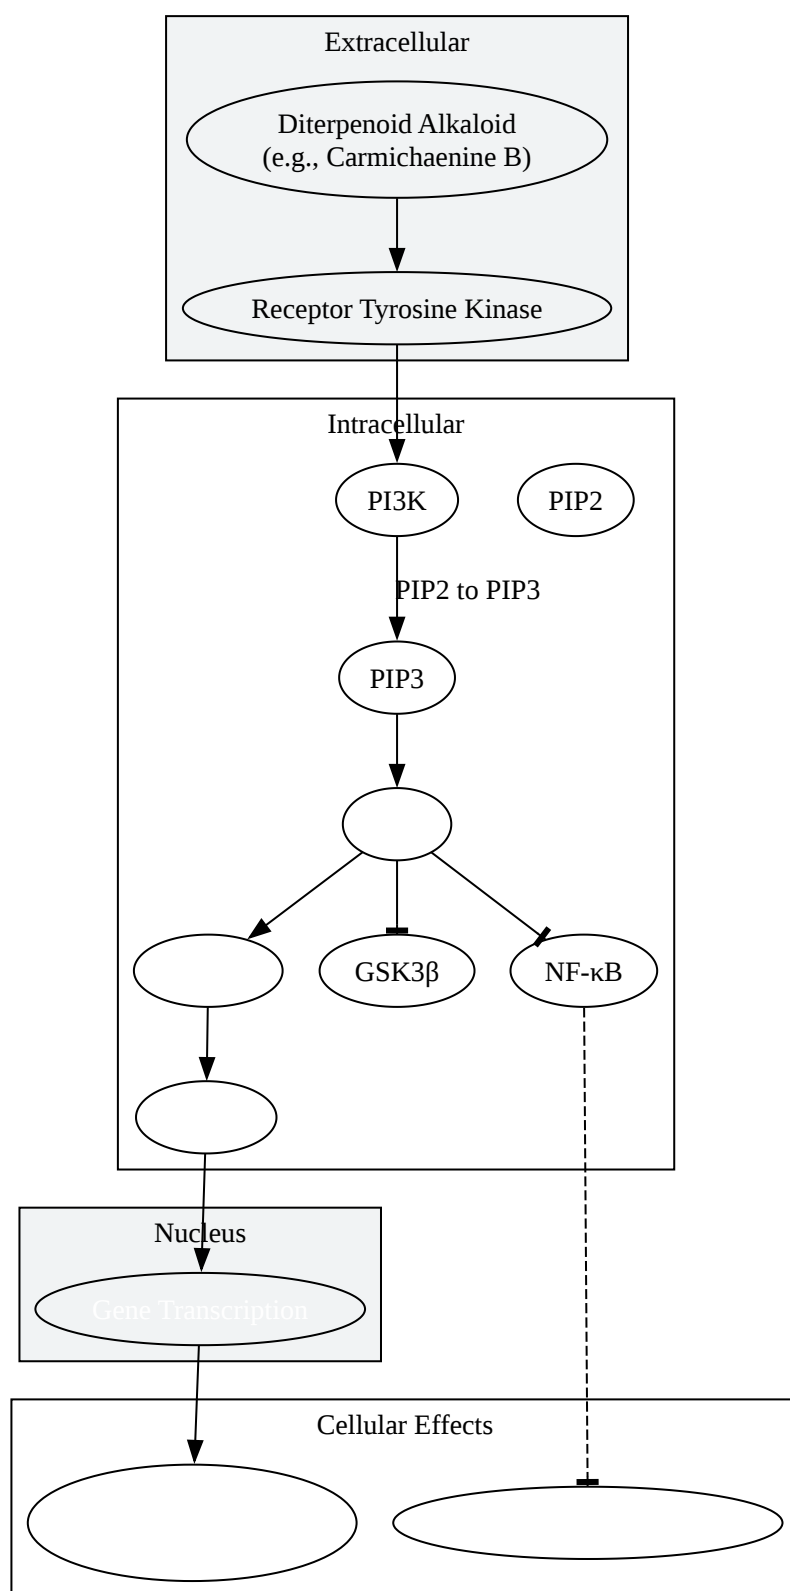 Extracellular
Diterpenoid Alkaloid
(e.g., Carmichaenine B)
Receptor Tyrosine Kinase
Intracellular
PI3K
PIP2
PIP2 to PIP3
PIP3
GSK3β
NF-κB
Nucleus
Gene Transcription
Cellular Effects